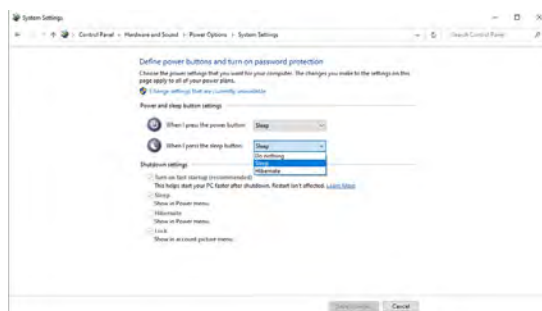 System Settings
Control Panel > Hardware and Sound > Power Options > System Settings
Search Control Panel
Define power buttons and turn on password protection
Choose the power settings that you want for your computer. The changes you make to the settings on this
page apply to all of your power plans.
Change settings that are currently unavailable
Power and sleep button settings
When I press the power button: Sleep
When I press the sleep button: Sleep
Do nothing
Sleep
Hibernate
Shutdown settings
Turn on fast startup (recommended)
This helps start your PC faster after shutdown. Restart isn't affected. Learn More
Sleep
Show in Power menu.
Hibernate
Show in Power menu.
Lock
Show in account picture menu.
Save changes
Cancel